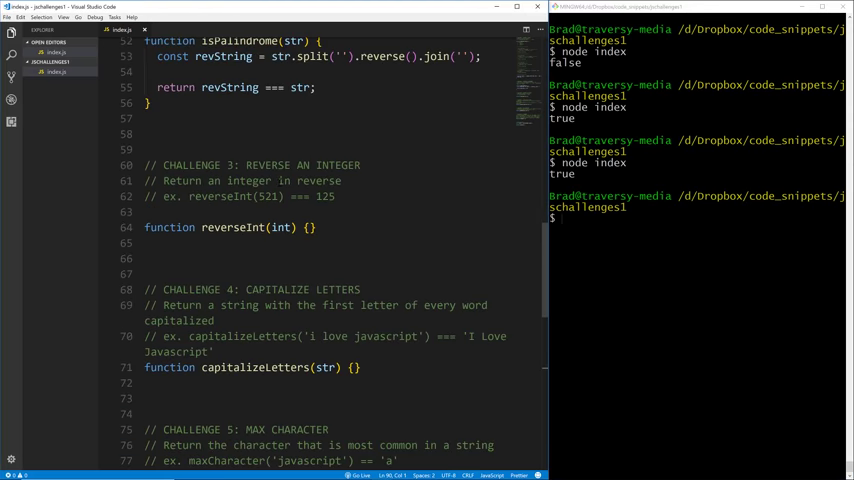 index.js - jschallenges1 - Visual Studio Code
File Edit Selection View Go Debug Tasks Help
EXPLORER
OPEN EDITORS
index.js
JSCHALLENGES1
index.js
index.js
52 function isPalindrome(str) {
53 const revString = str.split('').reverse().join('');
54
55 return revString === str;
56 }
57
58
59
60 // CHALLENGE 3: REVERSE AN INTEGER
61 // Return an integer in reverse
62 // ex. reverseInt(521) === 125
63
64 function reverseInt(int) {}
65
66
67
68 // CHALLENGE 4: CAPITALIZE LETTERS
69 // Return a string with the first letter of every word
capitalized
70 // ex. capitalizeLetters('i love javascript') === 'I Love
Javascript'
71 function capitalizeLetters(str) {}
72
73
74
75 // CHALLENGE 5: MAX CHARACTER
76 // Return the character that is most common in a string
77 // ex. maxCharacter('javascript') == 'a'
0 0
Go Live Ln 90, Col 1 Spaces: 2 UTF-8 CRLF JavaScript Prettier
MINGW64:/d/Dropbox/code_snippets/jschallenges1
Brad@traversy-media /d/Dropbox/code_snippets/j
schallenges1
$ node index
false
Brad@traversy-media /d/Dropbox/code_snippets/j
schallenges1
$ node index
true
Brad@traversy-media /d/Dropbox/code_snippets/j
schallenges1
$ node index
true
Brad@traversy-media /d/Dropbox/code_snippets/j
schallenges1
$